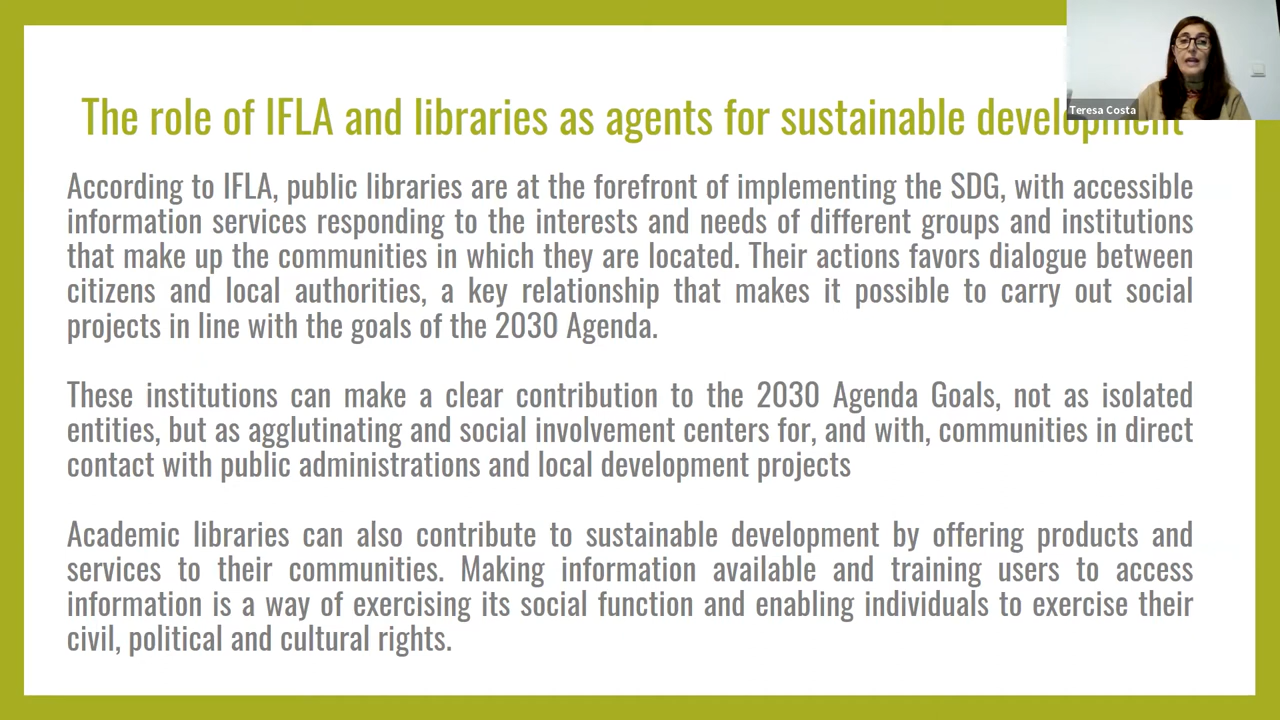 The role of IFLA and libraries as agents for sustainable development
Teresa Costa
According to IFLA, public libraries are at the forefront of implementing the SDG, with accessible
information services responding to the interests and needs of different groups and institutions
that make up the communities in which they are located. Their actions favors dialogue between
citizens and local authorities, a key relationship that makes it possible to carry out social
projects in line with the goals of the 2030 Agenda.
These institutions can make a clear contribution to the 2030 Agenda Goals, not as isolated
entities, but as agglutinating and social involvement centers for, and with, communities in direct
contact with public administrations and local development projects
Academic libraries can also contribute to sustainable development by offering products and
services to their communities. Making information available and training users to access
information is a way of exercising its social function and enabling individuals to exercise their
civil, political and cultural rights.